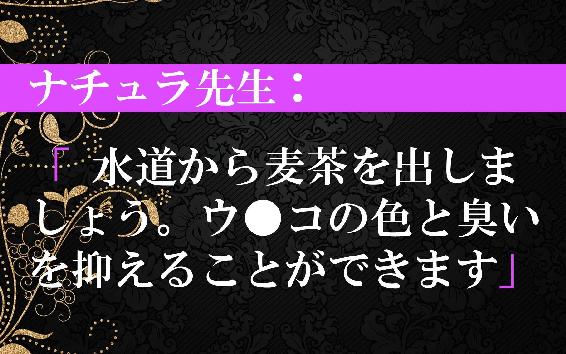 ナチュラ先生：
「 水道から麦茶を出しま
しょう。ウ●コの色と臭い
を抑えることができます」